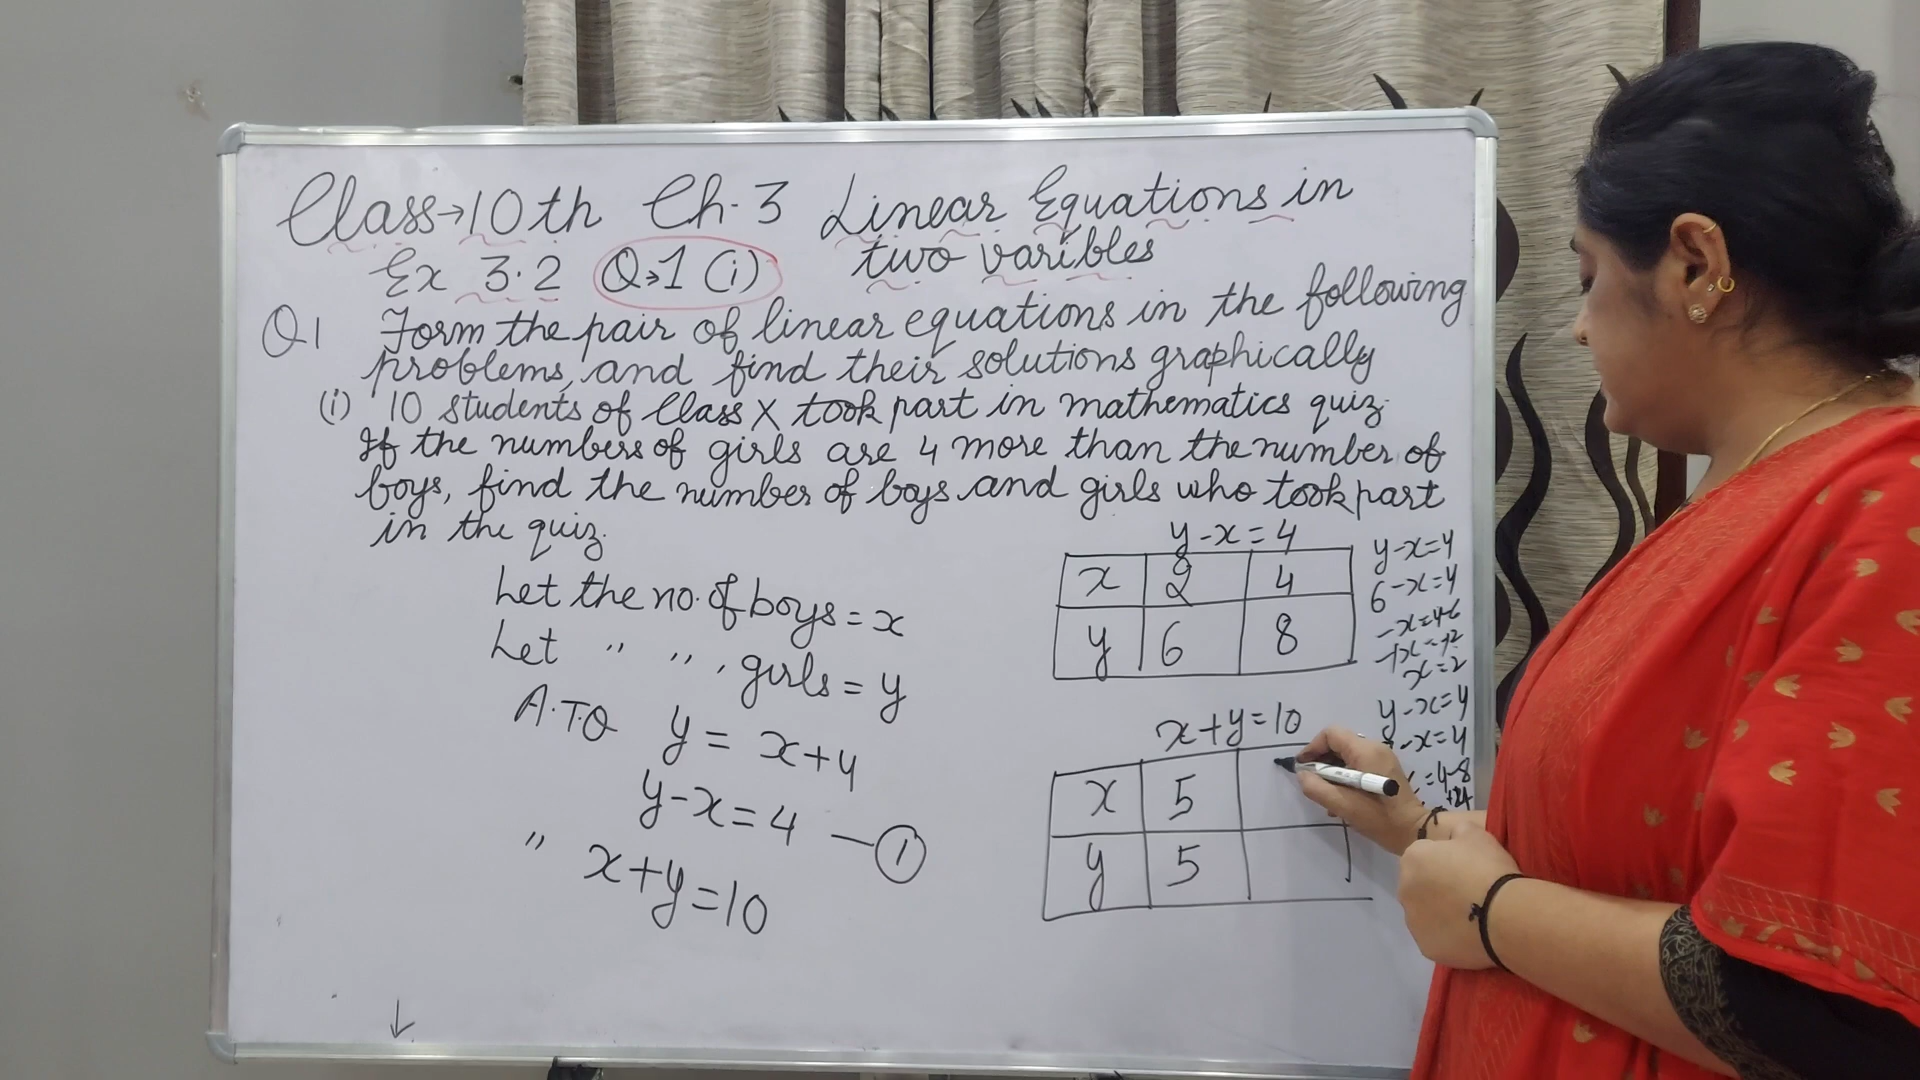 Class→10th Ch.3 Linear Equations in
two varibles
Ex 3.2 Q→1 (i)
Q1 Form the pair of linear equations in the following
problems, and find their solutions graphically
(i) 10 students of Class X took part in mathematics quiz.
If the numbers of girls are 4 more than the number of
boys, find the number of boys and girls who took part
in the quiz.
Let the no. of boys = x
Let " " , girls = y
A.T.Q y = x+4
y-x=4 —①
" x+y=10
y-x=4
x 2 4
y 6 8
x+y=10
x 5
y 5
y-x=4
6-x=4
-x=4-6
x=2
y-x=4
-x=4
=4-8